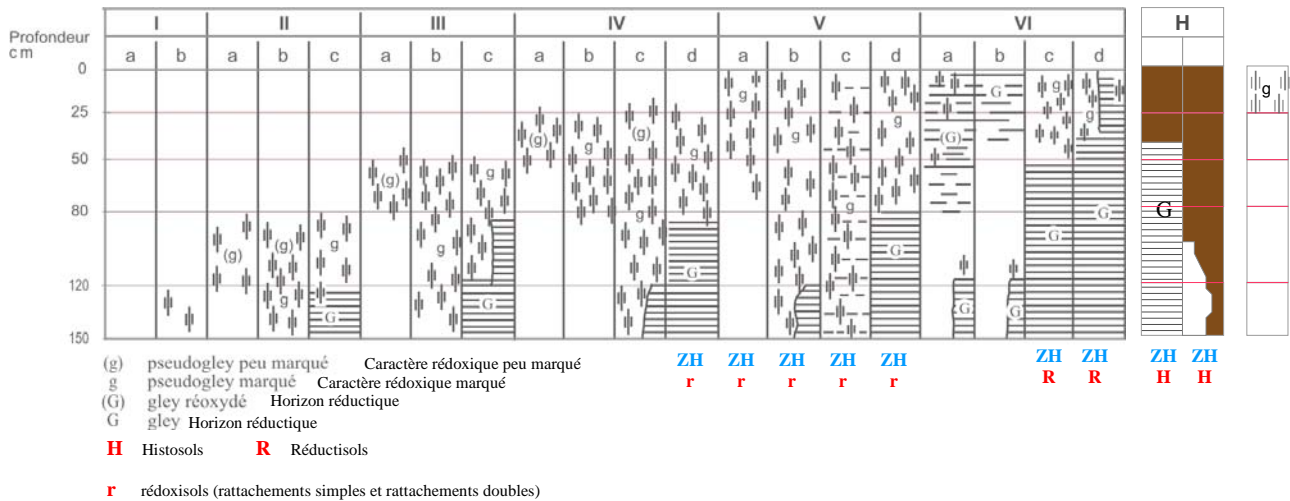 I II III IV V VI H
Profondeur
cm
a b a b c a b c a b c d a b c d a b c d
0
25
50
80
120
150
(g) (g) g g (g) g g G (g) g (g) g g G g g g g G (G) G g G g G G g
(g) pseudogley peu marqué Caractère rédoxique peu marqué
g pseudogley marqué Caractère rédoxique marqué
(G) gley réoxydé Horizon réductique
G gley Horizon réductique
ZH ZH ZH ZH ZH ZH ZH ZH ZH
r r r r r R R H H
H Histosols R Réductisols
r rédoxisols (rattachements simples et rattachements doubles)